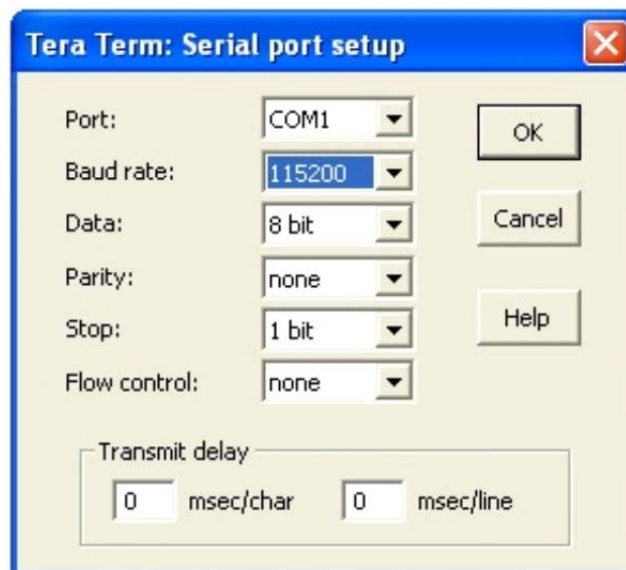 Tera Term: Serial port setup
Port: COM1 OK
Baud rate: 115200
Data: 8 bit Cancel
Parity: none
Stop: 1 bit Help
Flow control: none
Transmit delay
0 msec/char 0 msec/line